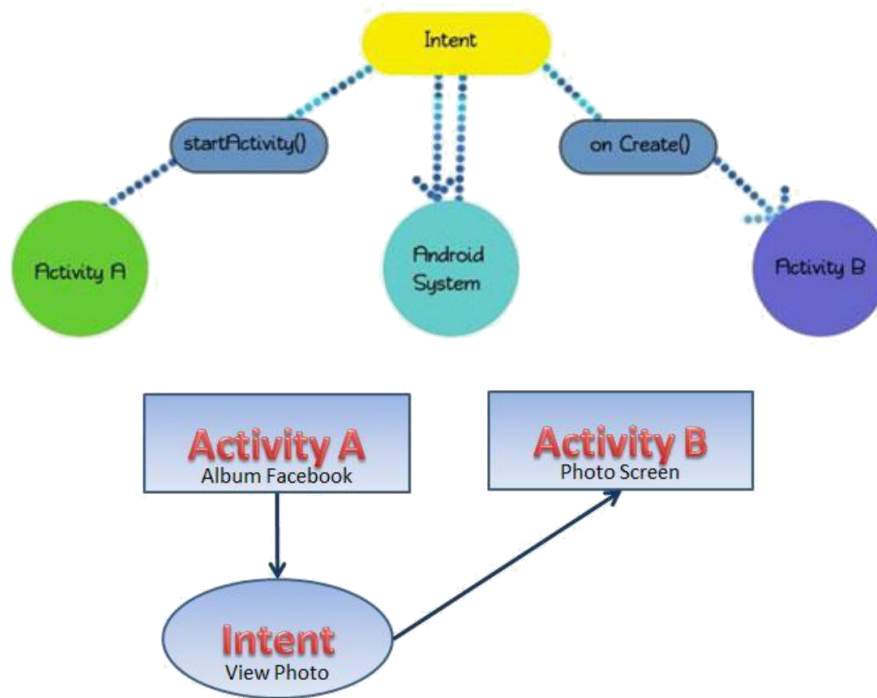 Intent
startActivity()
on Create()
Activity A
Android
System
Activity B
Activity A
Album Facebook
Activity B
Photo Screen
Intent
View Photo